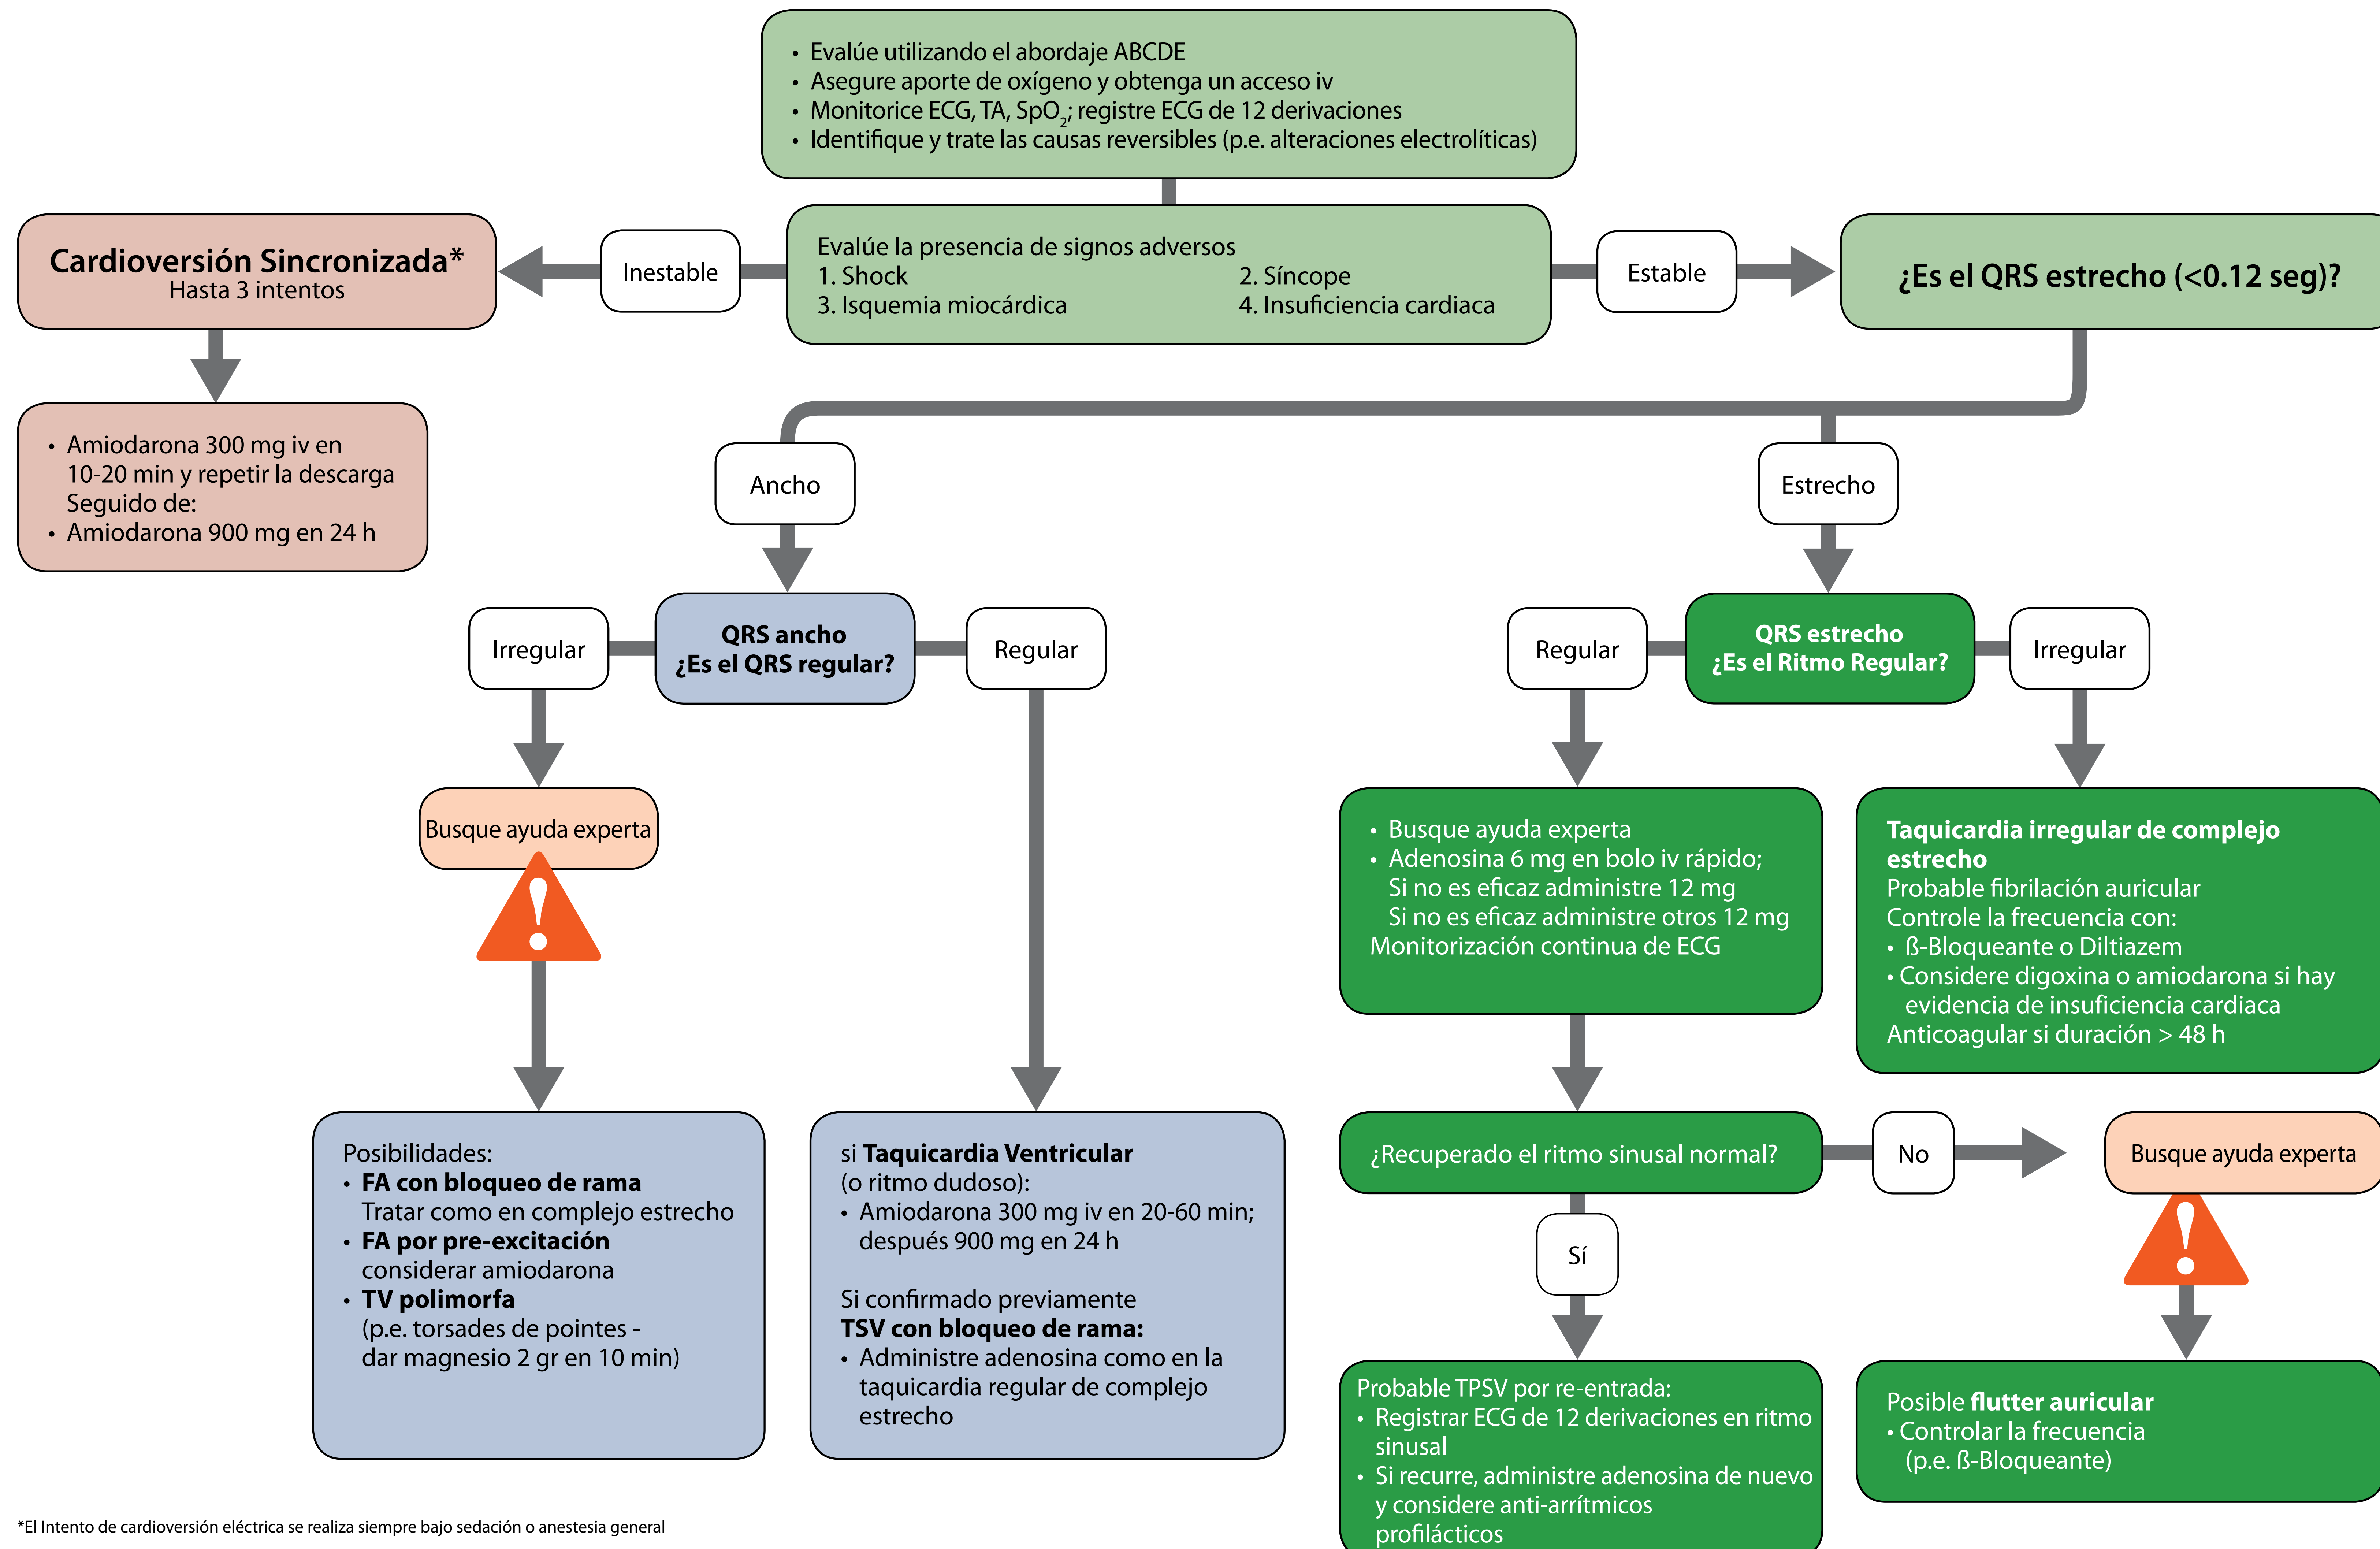 • Evalúe utilizando el abordaje ABCDE
• Asegure aporte de oxígeno y obtenga un acceso iv
• Monitorice ECG, TA, SpO2; registre ECG de 12 derivaciones
• Identifique y trate las causas reversibles (p.e. alteraciones electrolíticas)
Cardioversión Sincronizada*
Hasta 3 intentos
Inestable
Evalúe la presencia de signos adversos
1. Shock 2. Síncope
3. Isquemia miocárdica 4. Insuficiencia cardiaca
Estable
¿Es el QRS estrecho (<0.12 seg)?
• Amiodarona 300 mg iv en
10-20 min y repetir la descarga
Seguido de:
• Amiodarona 900 mg en 24 h
Ancho
Estrecho
Irregular
QRS ancho
¿Es el QRS regular?
Regular
Regular
QRS estrecho
¿Es el Ritmo Regular?
Irregular
Busque ayuda experta
!
• Busque ayuda experta
• Adenosina 6 mg en bolo iv rápido;
Si no es eficaz administre 12 mg
Si no es eficaz administre otros 12 mg
Monitorización continua de ECG
Taquicardia irregular de complejo
estrecho
Probable fibrilación auricular
Controle la frecuencia con:
• ß-Bloqueante o Diltiazem
• Considere digoxina o amiodarona si hay
evidencia de insuficiencia cardiaca
Anticoagular si duración > 48 h
Posibilidades:
• FA con bloqueo de rama
Tratar como en complejo estrecho
• FA por pre-excitación
considerar amiodarona
• TV polimorfa
(p.e. torsades de pointes -
dar magnesio 2 gr en 10 min)
si Taquicardia Ventricular
(o ritmo dudoso):
• Amiodarona 300 mg iv en 20-60 min;
después 900 mg en 24 h
Si confirmado previamente
TSV con bloqueo de rama:
• Administre adenosina como en la
taquicardia regular de complejo
estrecho
¿Recuperado el ritmo sinusal normal?
No
Busque ayuda experta
!
Sí
Probable TPSV por re-entrada:
• Registrar ECG de 12 derivaciones en ritmo
sinusal
• Si recurre, administre adenosina de nuevo
y considere anti-arrítmicos
profilácticos
Posible flutter auricular
• Controlar la frecuencia
(p.e. ß-Bloqueante)
*El Intento de cardioversión eléctrica se realiza siempre bajo sedación o anestesia general